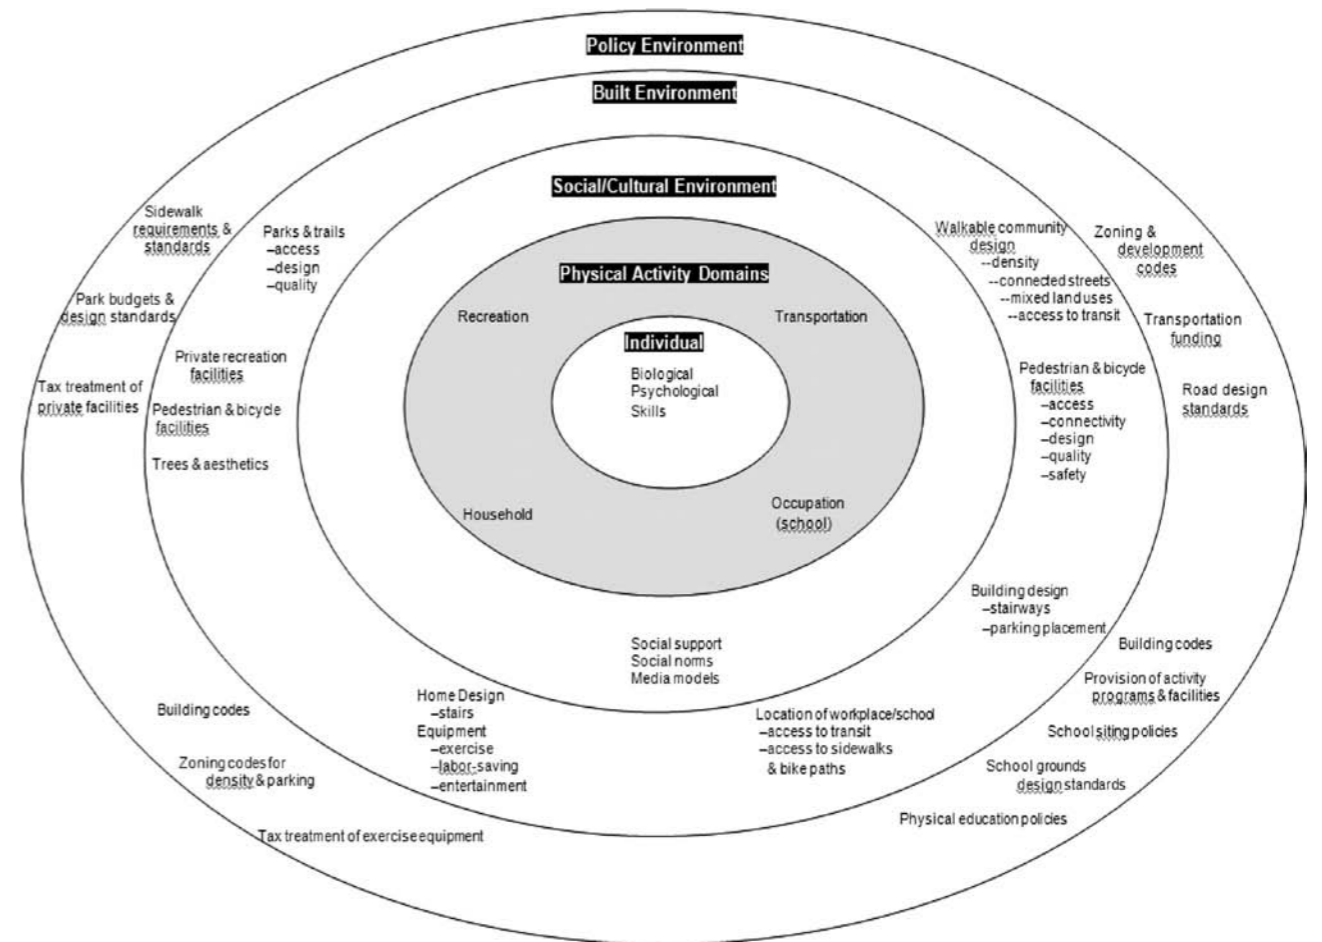 Policy Environment
Built Environment
Social/Cultural Environment
Physical Activity Domains
Individual
Biological
Psychological
Skills
Recreation
Transportation
Household
Occupation
(school)
Social support
Social norms
Media models
Sidewalk
requirements &
standards
Park budgets &
design standards
Tax treatment of
private facilities
Parks & trails
–access
–design
–quality
Private recreation
facilities
Pedestrian & bicycle
facilities
Trees & aesthetics
Walkable community
design
--density
--connected streets
--mixed land uses
--access to transit
Pedestrian & bicycle
facilities
–access
–connectivity
–design
–quality
–safety
Zoning &
development
codes
Transportation
funding
Road design
standards
Building codes
Zoning codes for
density & parking
Tax treatment of exercise equipment
Home Design
–stairs
Equipment
–exercise
–labor-saving
–entertainment
Location of workplace/school
–access to transit
–access to sidewalks
& bike paths
Building design
–stairways
–parking placement
Building codes
Provision of activity
programs & facilities
School siting policies
School grounds
design standards
Physical education policies